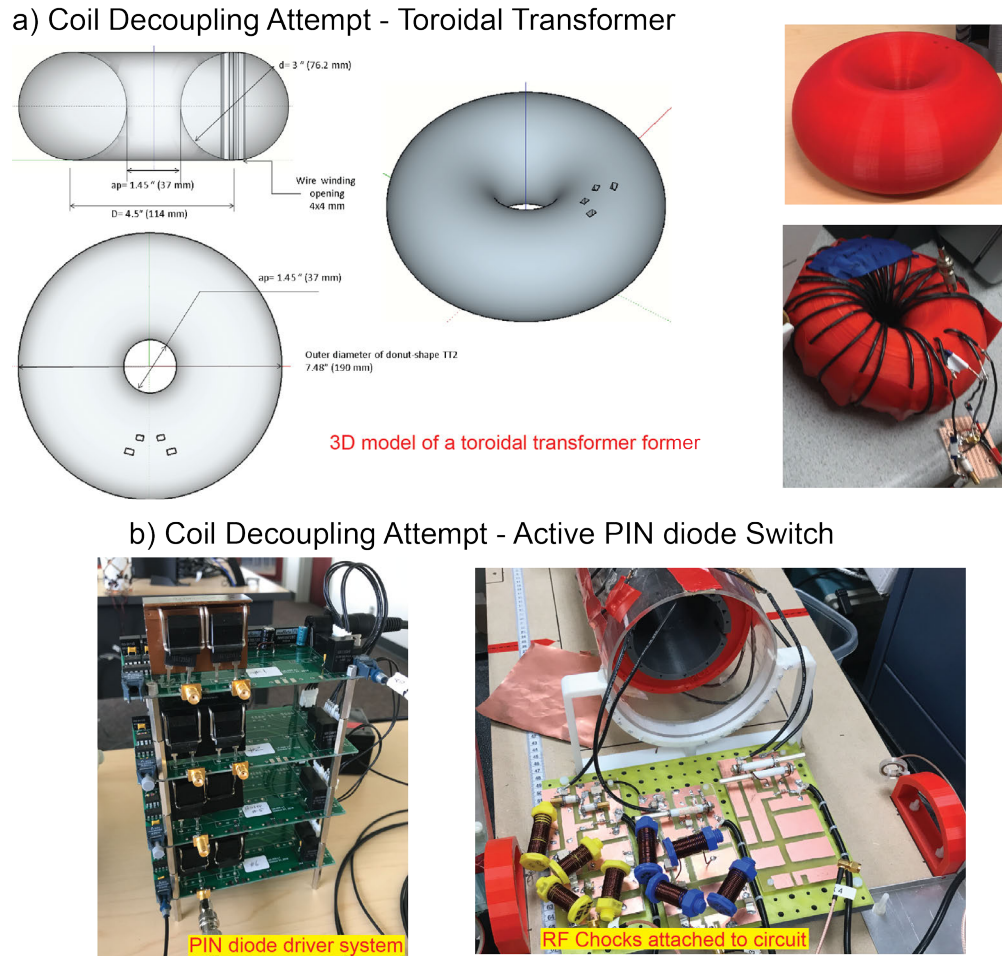 a) Coil Decoupling Attempt - Toroidal Transformer
d= 3 " (76.2 mm)
ap= 1.45 " (37 mm)
Wire winding
opening
4x4 mm
D= 4.5" (114 mm)
ap= 1.45 " (37 mm)
Outer diameter of donut-shape TT2
7.48" (190 mm)
3D model of a toroidal transformer former
b) Coil Decoupling Attempt - Active PIN diode Switch
PIN diode driver system
RF Chocks attached to circuit